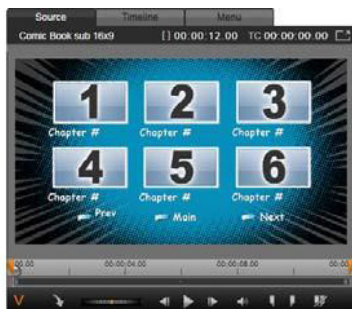 Source Timeline Menu
Comic Book sub 16x9 [ ] 00:00:12.00 TC 00:00:00.00
1 2 3
Chapter # Chapter # Chapter #
4 5 6
Chapter # Chapter # Chapter #
Prev Main Next
00:00:04.00 00:00:08.00
V